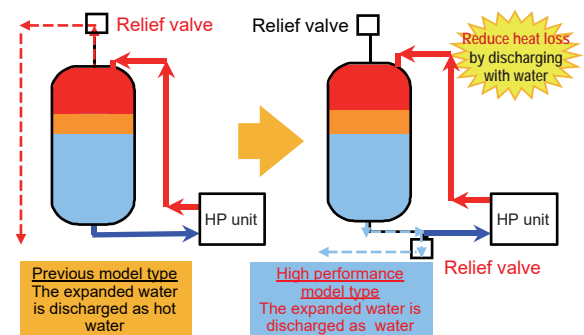 Relief valve
HP unit
Previous model type
The expanded water
is discharged as hot
water
Relief valve
Reduce heat loss
by discharging
with water
HP unit
Relief valve
High performance
model type
The expanded water is
discharged as water